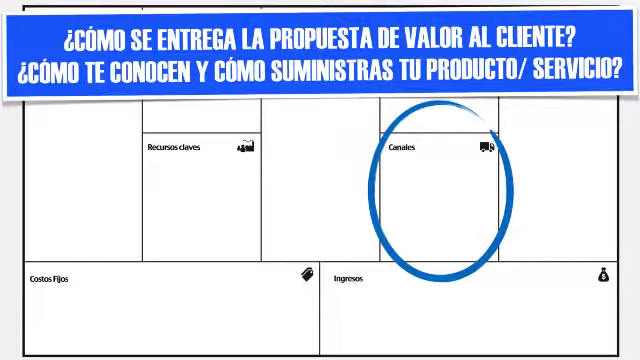 ¿CÓMO SE ENTREGA LA PROPUESTA DE VALOR AL CLIENTE?
¿CÓMO TE CONOCEN Y CÓMO SUMINISTRAS TU PRODUCTO/ SERVICIO?
Recursos claves
Canales
Costos Fijos
Ingresos